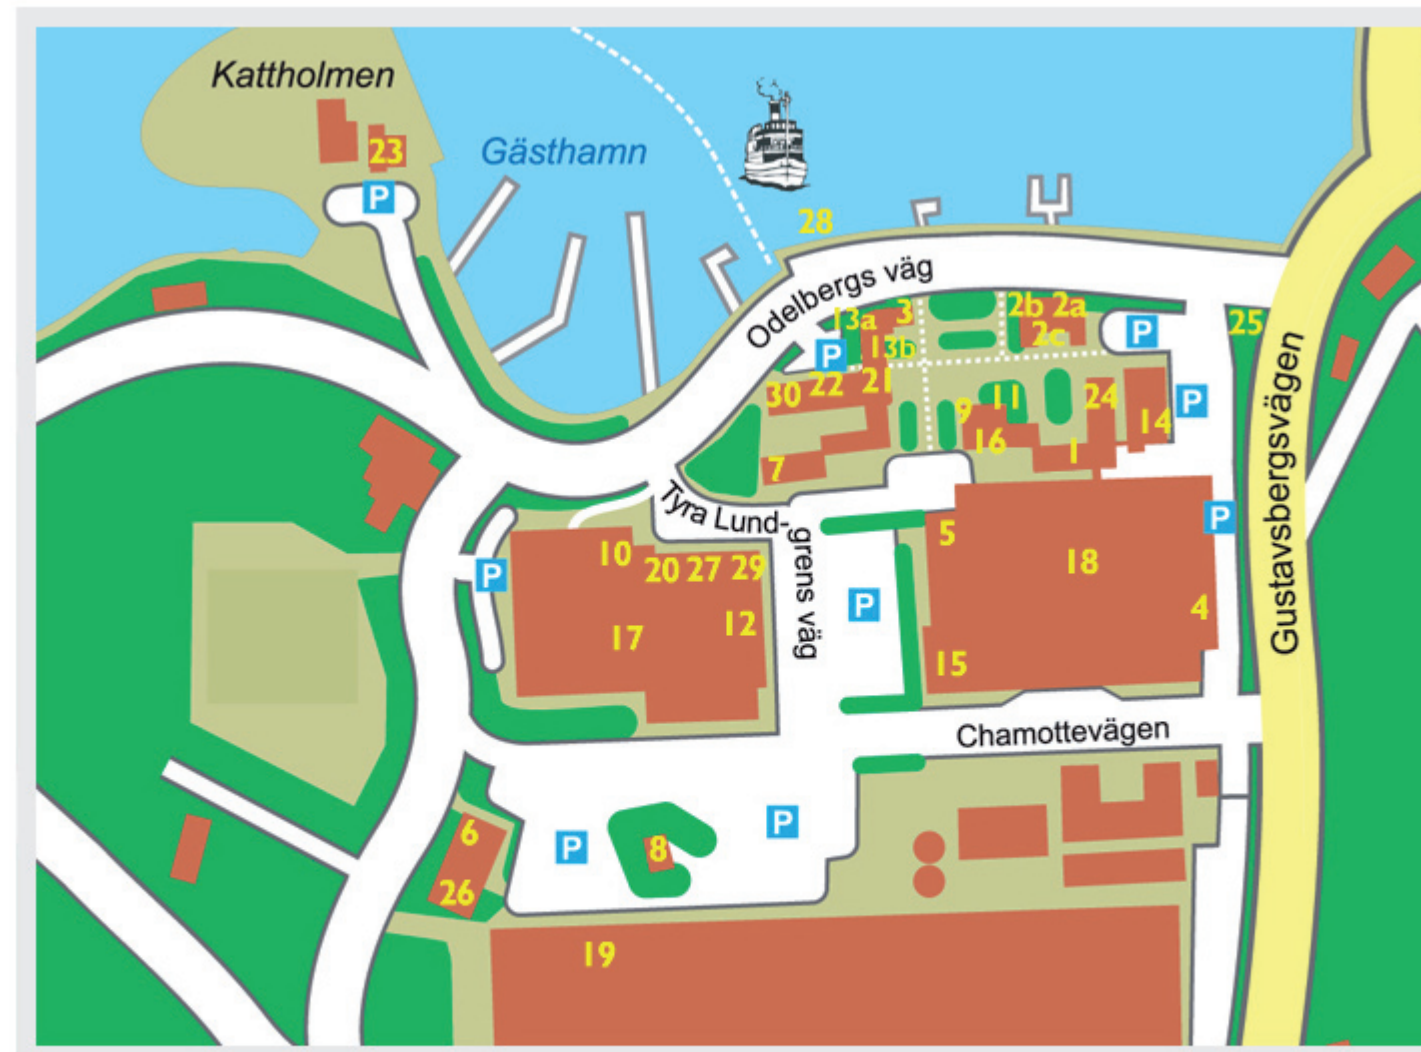 Kattholmen
23
P
Gästhamn
28
Odelbergs väg
13a
3
2b
2a
2c
13b
P
P
25
30
22
21
9
11
24
14
P
16
1
7
Tyra Lund-
grens väg
P
5
18
4
10
20
27
29
P
P
12
17
15
Gustavsbergsvägen
Chamottevägen
6
26
P
8
P
19